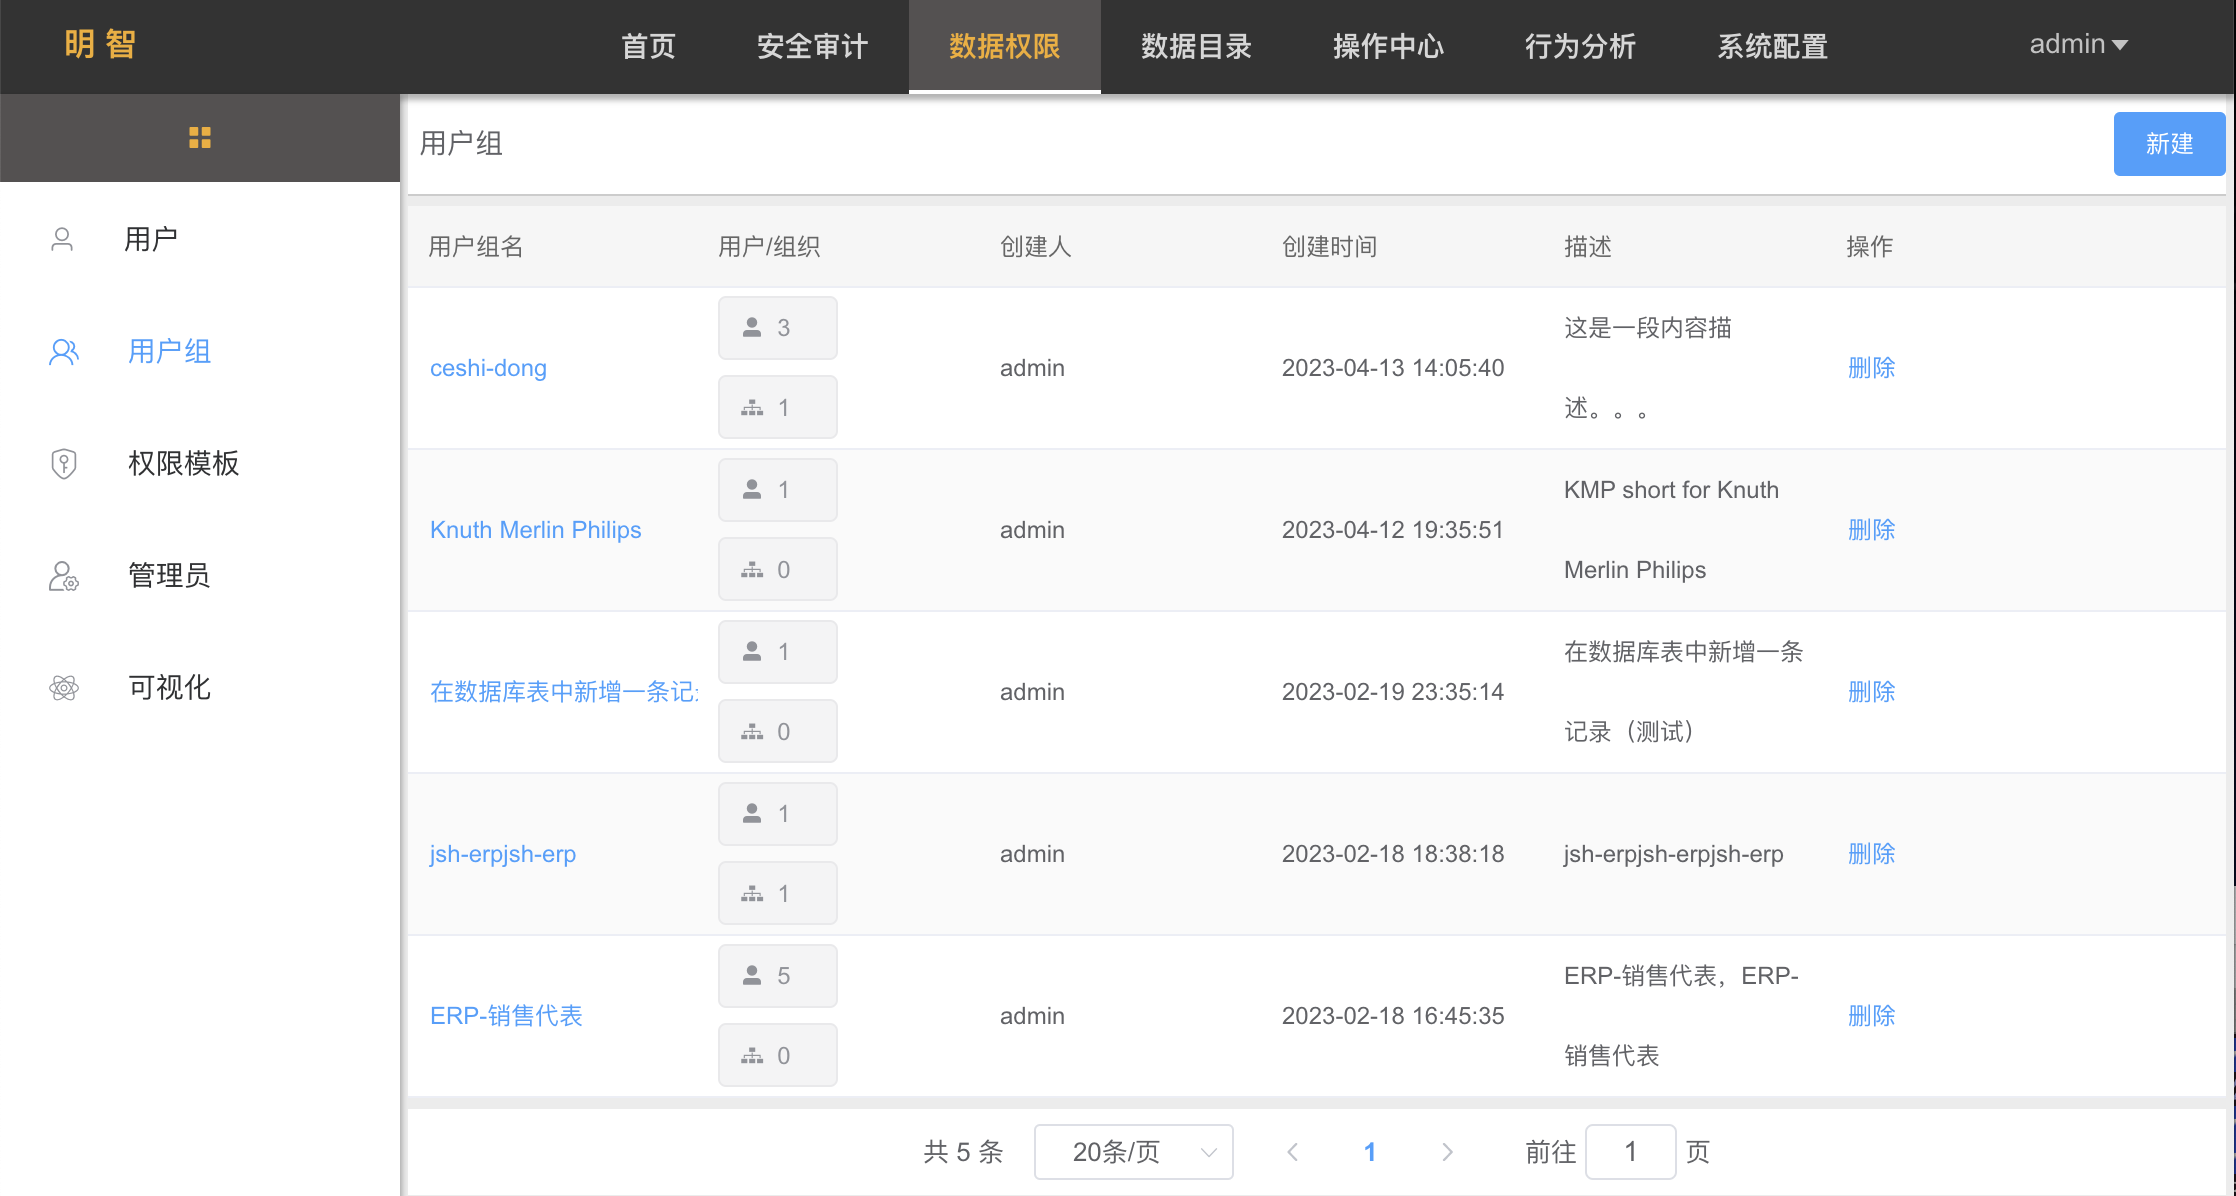 明 智
首页 安全审计 数据权限 数据目录 操作中心 行为分析 系统配置 admin
用户
用户组
权限模板
管理员
可视化
用户组 新建
用户组名 用户/组织 创建人 创建时间 描述 操作
3
1
ceshi-dong admin 2023-04-13 14:05:40 删除
这是一段内容描
述。。。
1
0
Knuth Merlin Philips admin 2023-04-12 19:35:51 删除
KMP short for Knuth
Merlin Philips
1
0
在数据库表中新增一条记 admin 2023-02-19 23:35:14 删除
在数据库表中新增一条
记录（测试）
1
1
jsh-erpjsh-erp admin 2023-02-18 18:38:18 jsh-erpjsh-erpjsh-erp 删除
5
0
ERP-销售代表 admin 2023-02-18 16:45:35 删除
ERP-销售代表，ERP-
销售代表
共 5 条 20条/页 1 前往 1 页